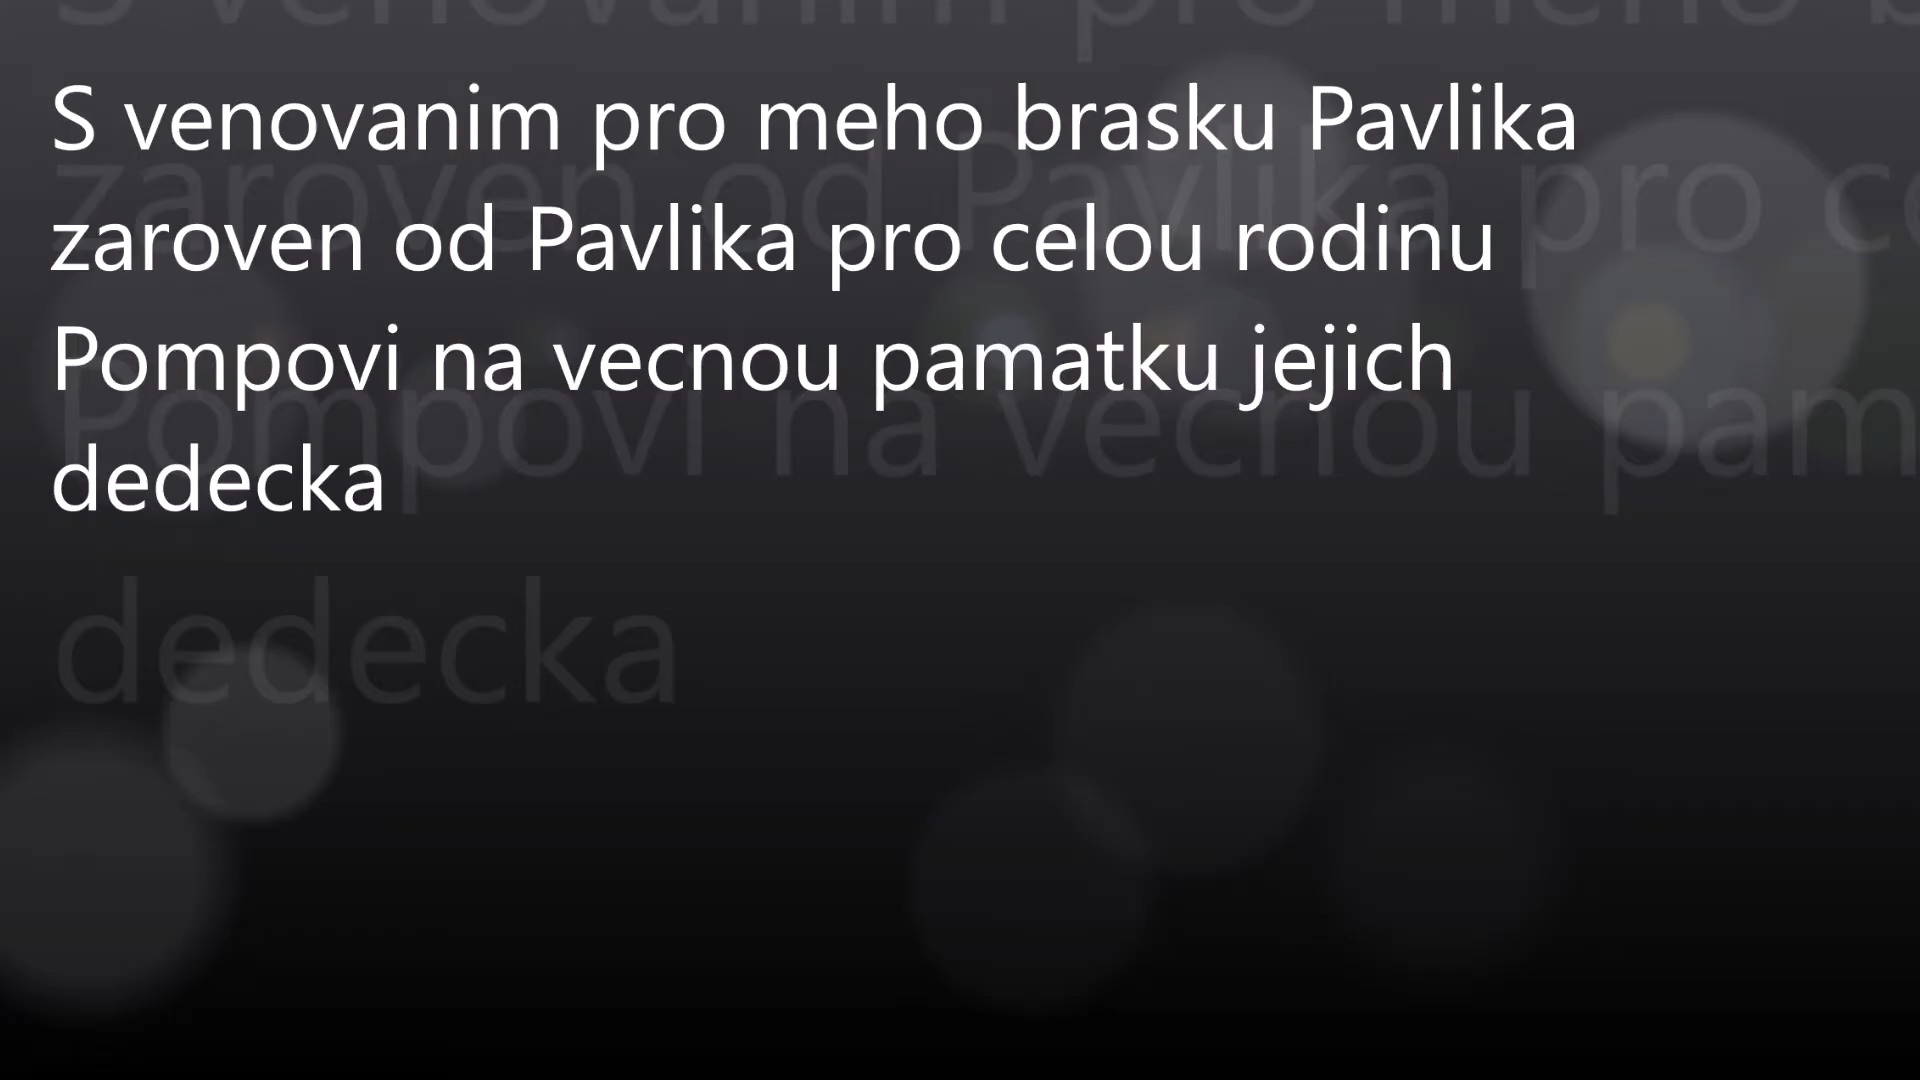 S venovanim pro meho brasku Pavlika
zaroven od Pavlika pro celou rodinu
Pompovi na vecnou pamatku jejich
dedecka